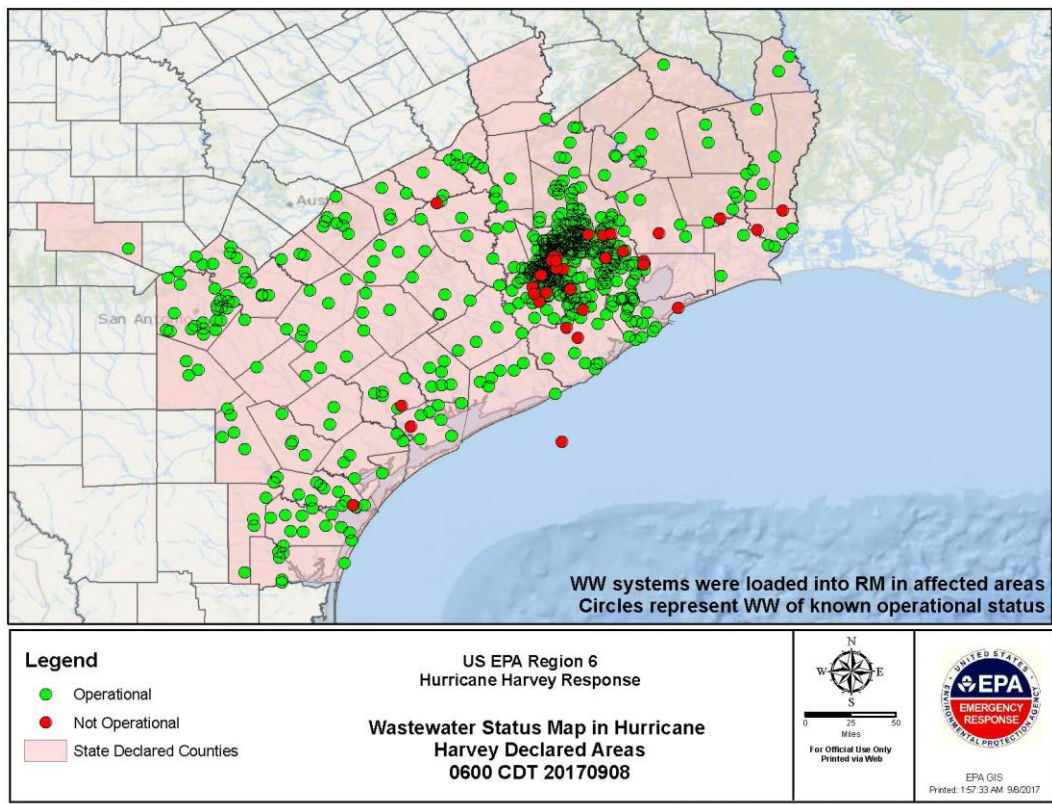 Austin
San Antonio
WW systems were loaded into RM in affected areas
Circles represent WW of known operational status
Legend
Operational
Not Operational
State Declared Counties
US EPA Region 6
Hurricane Harvey Response
Wastewater Status Map in Hurricane
Harvey Declared Areas
0600 CDT 20170908
N
W E
S
0 25 50
Miles
For Official Use Only
Printed via Web
UNITED STATES
EPA
EMERGENCY
RESPONSE
ENVIRONMENTAL PROTECTION AGENCY
EPA GIS
Printed: 1:57:33 AM 9/8/2017